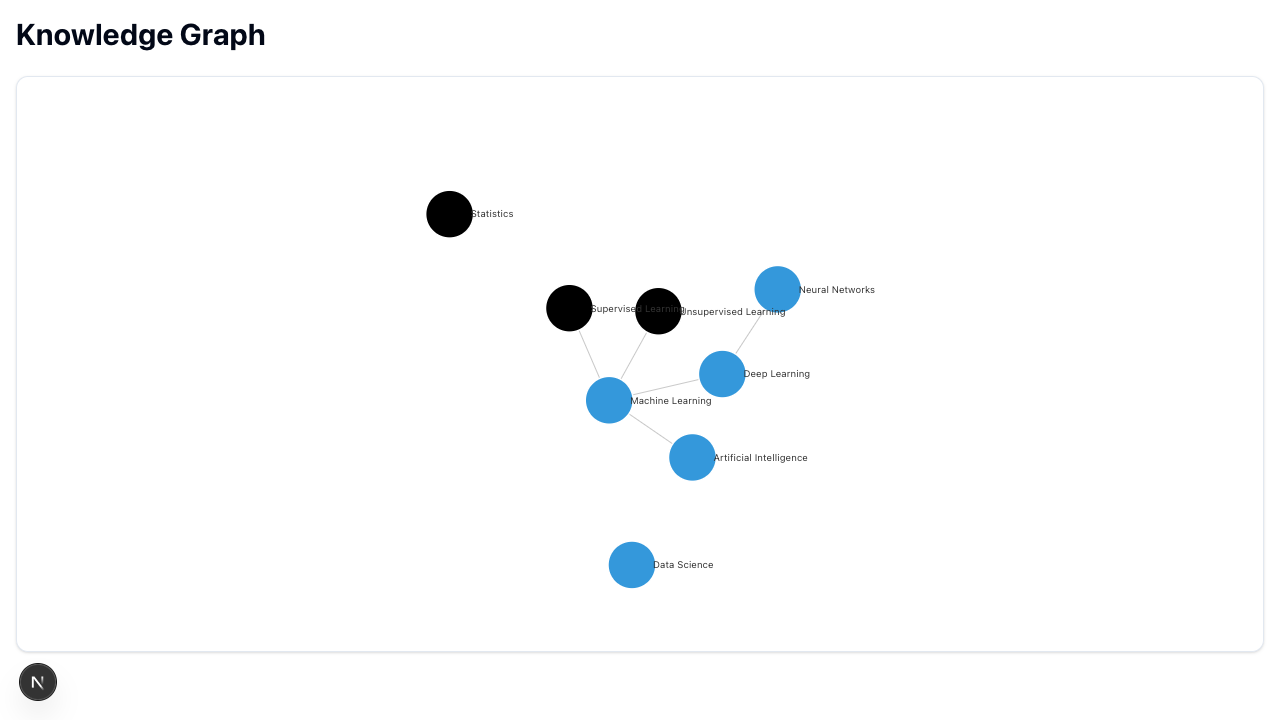 Knowledge Graph
Statistics
Neural Networks
Supervised Learning
Unsupervised Learning
Deep Learning
Machine Learning
Artificial Intelligence
Data Science
N